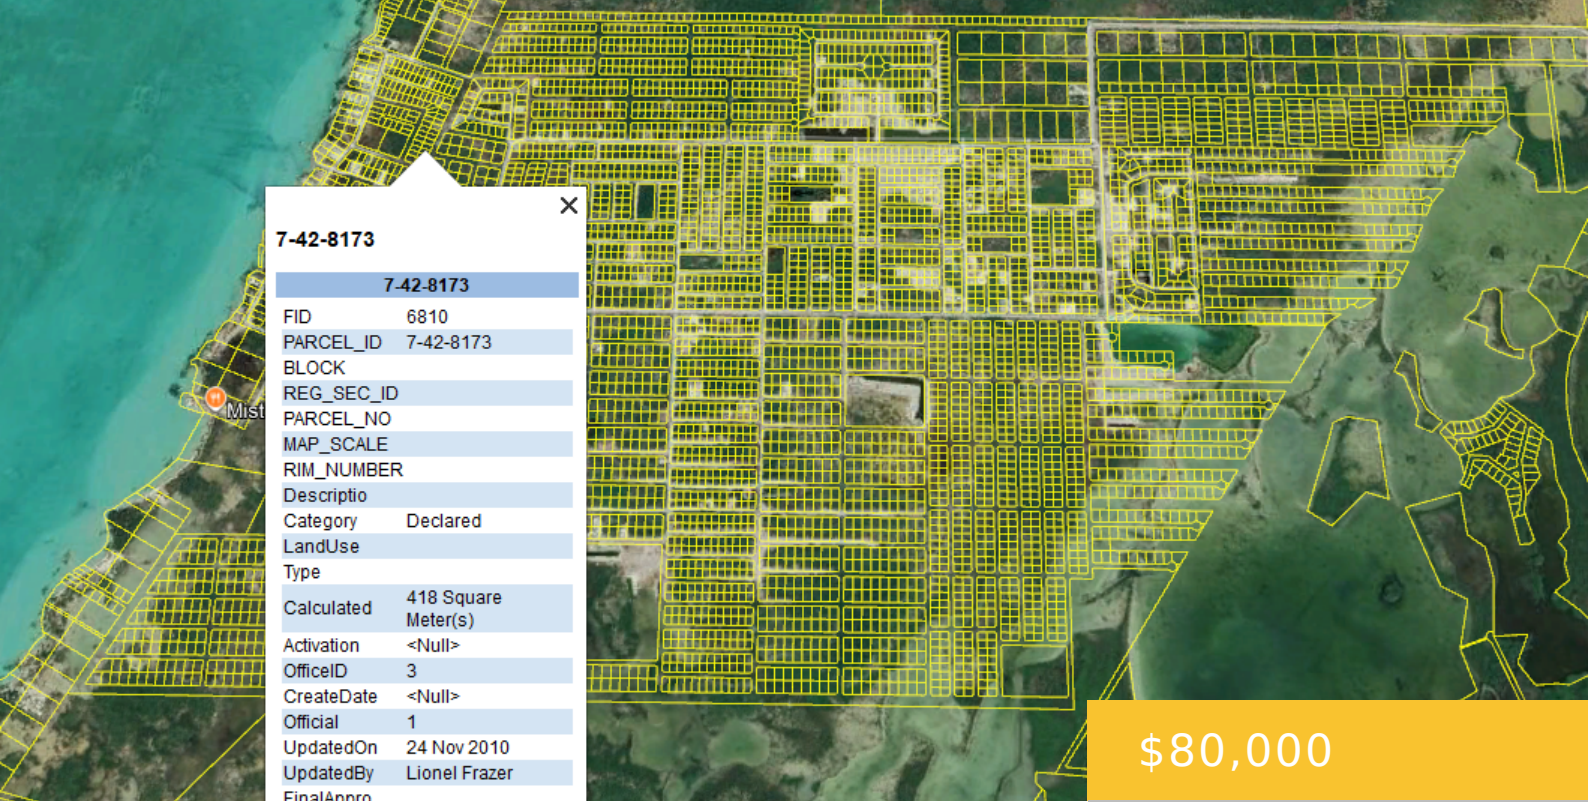 7-42-8173
7-42-8173
FID 6810
PARCEL_ID 7-42-8173
BLOCK
REG_SEC_ID
PARCEL_NO
MAP_SCALE
RIM_NUMBER
Descriptio
Category Declared
LandUse
Type
Calculated 418 Square
Meter(s)
Activation <Null>
OfficeID 3
CreateDate <Null>
Official 1
UpdatedOn 24 Nov 2010
UpdatedBy Lionel Frazer
FinalAppro
Mist
$80,000